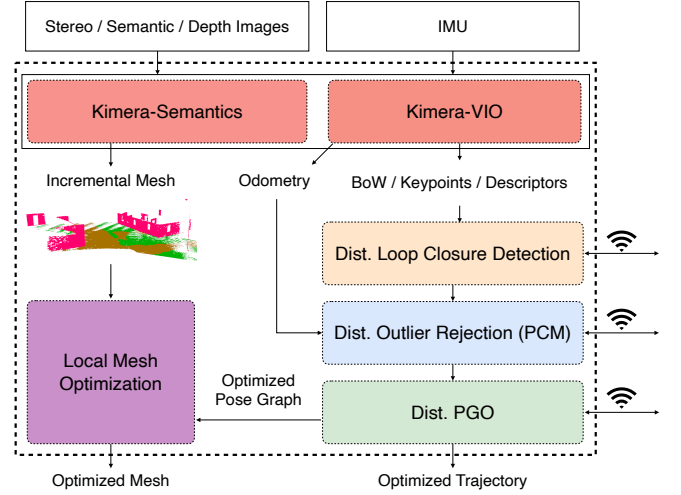 Stereo / Semantic / Depth Images
IMU
Kimera-Semantics
Kimera-VIO
Incremental Mesh
Odometry
BoW / Keypoints / Descriptors
Dist. Loop Closure Detection
Dist. Outlier Rejection (PCM)
Local Mesh
Optimization
Optimized
Pose Graph
Dist. PGO
Optimized Mesh
Optimized Trajectory